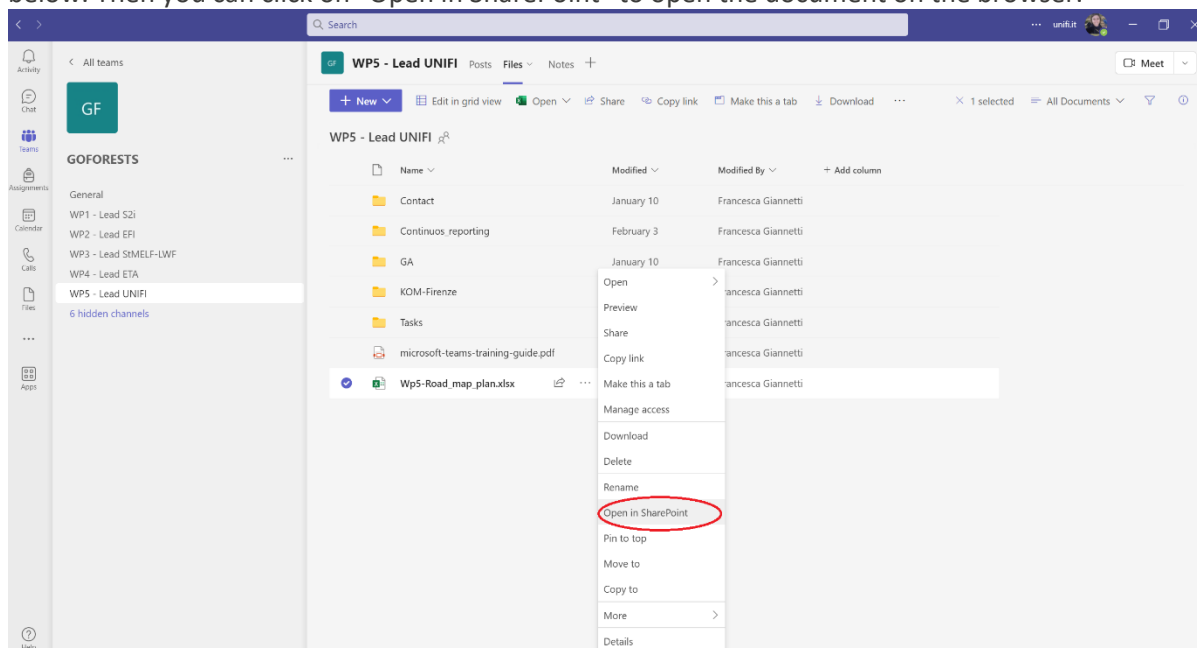 below. Then you can click on "Open in SharePoint" to open the document on the browser.
Search
unifi.it
Activity
Chat
Teams
Assignments
Calendar
Calls
Files
Apps
Help
All teams
GF
GOFORESTS
General
WP1 - Lead S2i
WP2 - Lead EFI
WP3 - Lead StMELF-LWF
WP4 - Lead ETA
WP5 - Lead UNIFI
6 hidden channels
GF WP5 - Lead UNIFI Posts Files Notes Meet
New Edit in grid view Open Share Copy link Make this a tab Download 1 selected All Documents
WP5 - Lead UNIFI
Name Modified Modified By + Add column
Contact January 10 Francesca Giannetti
Continuos_reporting February 3 Francesca Giannetti
GA January 10 Francesca Giannetti
KOM-Firenze ancesca Giannetti
Tasks ancesca Giannetti
microsoft-teams-training-guide.pdf ancesca Giannetti
Wp5-Road_map_plan.xlsx ancesca Giannetti
Open
Preview
Share
Copy link
Make this a tab
Manage access
Download
Delete
Rename
Open in SharePoint
Pin to top
Move to
Copy to
More
Details